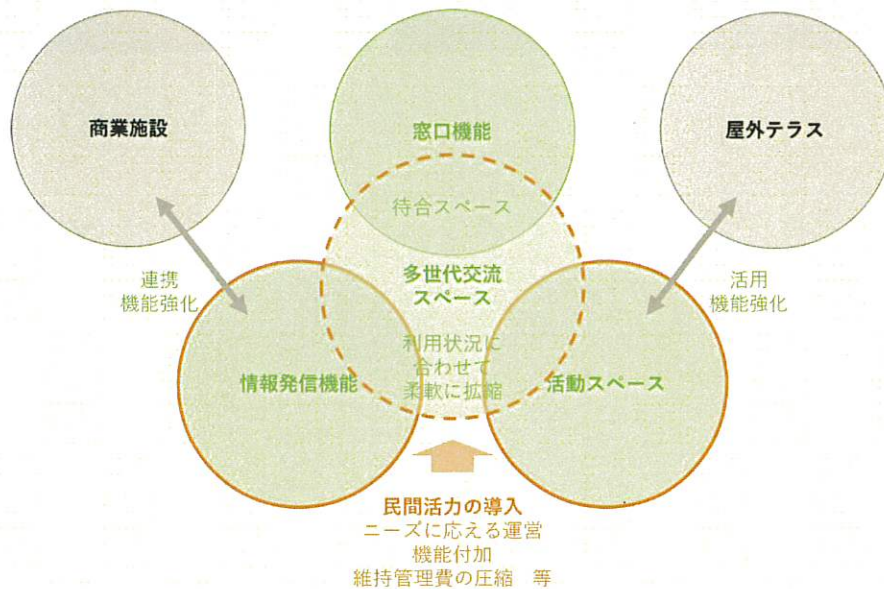 商業施設
窓口機能
屋外テラス
待合スペース
多世代交流
スペース
連携
機能強化
活用
機能強化
利用状況に
合わせて
柔軟に拡縮
情報発信機能
活動スペース
民間活力の導入
ニーズに応える運営
機能付加
維持管理費の圧縮　等